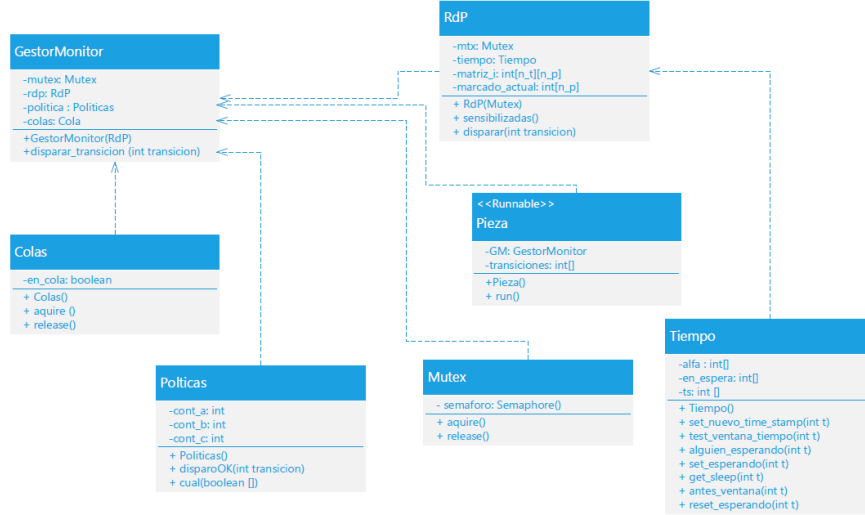 GestorMonitor
-mutex: Mutex
-rdp: RdP
-politica : Politicas
-colas: Cola
+GestorMonitor(RdP)
+disparar_transicion (int transicion)
RdP
-mtx: Mutex
-tiempo: Tiempo
-matriz_i: int[n_t][n_p]
-marcado_actual: int[n_p]
+ RdP(Mutex)
+ sensibilizadas()
+ disparar(int transicion)
<<Runnable>>
Pieza
-GM: GestorMonitor
-transiciones: int[]
+Pieza()
+ run()
Colas
-en_cola: boolean
+ Colas()
+ aquire ()
+ release()
Polticas
-cont_a: int
-cont_b: int
-cont_c: int
+ Politicas()
+ disparoOK(int transicion)
+ cual(boolean [])
Mutex
- semaforo: Semaphore()
+ aquire()
+ release()
Tiempo
-alfa : int[]
-en_espera: int[]
-ts: int []
+ Tiempo()
+ set_nuevo_time_stamp(int t)
+ test_ventana_tiempo(int t)
+ alguien_esperando(int t)
+ set_esperando(int t)
+ get_sleep(int t)
+ antes_ventana(int t)
+ reset_esperando(int t)